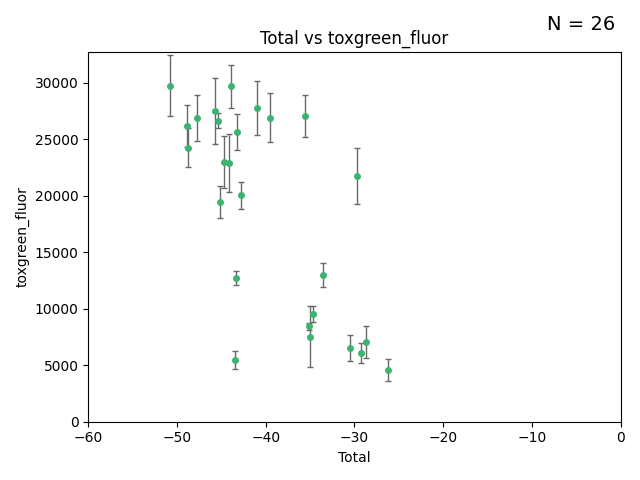 N = 26
Total vs toxgreen_fluor
30000
25000
20000
15000
10000
5000
0
toxgreen_fluor
−60 −50 −40 −30 −20 −10 0
Total